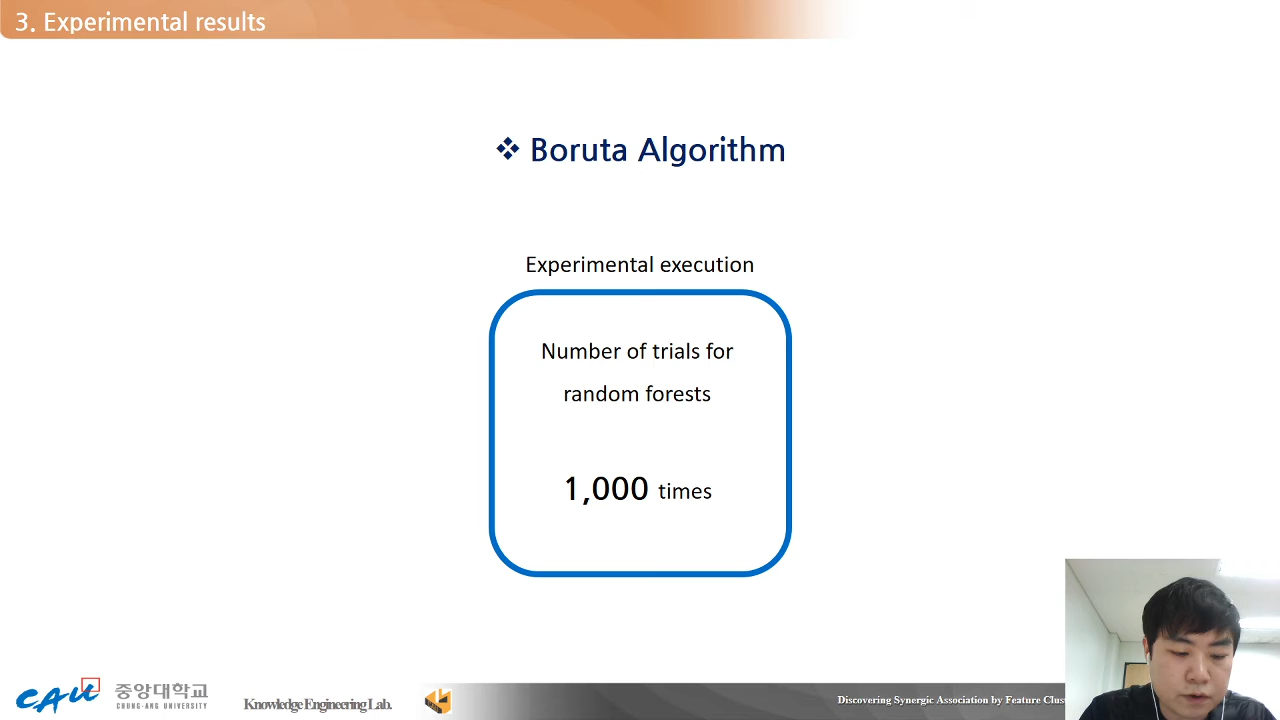 3. Experimental results
❖ Boruta Algorithm
Experimental execution
Number of trials for
random forests
1,000 times
CAU 중앙대학교
CHUNG-ANG UNIVERSITY
Knowledge Engineering Lab.
Discovering Synergic Association by Feature